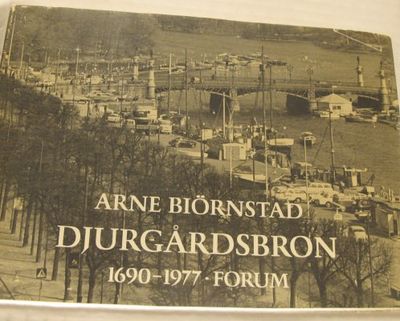 ARNE BIÖRNSTAD
DJURGÅRDSBRON
1690-1977 · FORUM